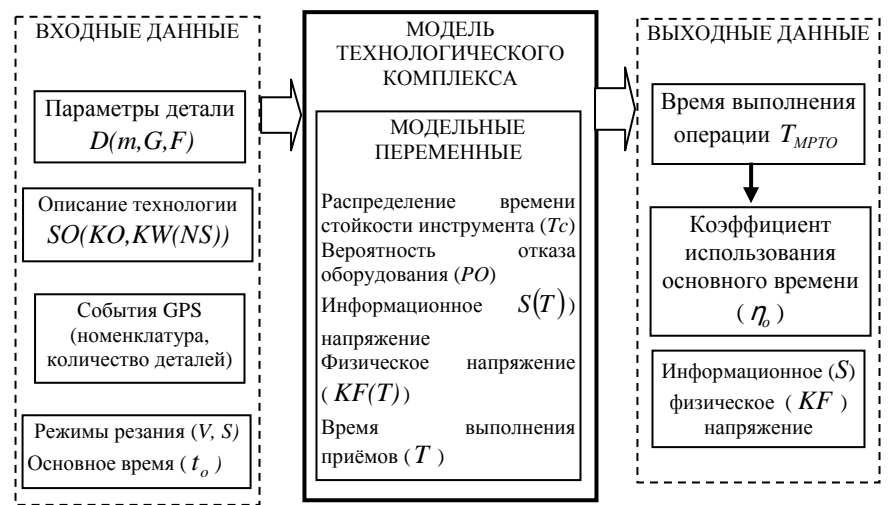 ВХОДНЫЕ ДАННЫЕ
Параметры детали
D(m,G,F)
Описание технологии
SO(KO,KW(NS))
События GPS
(номенклатура,
количество деталей)
Режимы резания (V, S)
Основное время ( t_o )
МОДЕЛЬ
ТЕХНОЛОГИЧЕСКОГО
КОМПЛЕКСА
МОДЕЛЬНЫЕ
ПЕРЕМЕННЫЕ
Распределение времени
стойкости инструмента (Tc)
Вероятность отказа
оборудования (PO)
Информационное S(T) )
напряжение
Физическое напряжение
( KF(T) )
Время выполнения
приёмов ( T )
ВЫХОДНЫЕ ДАННЫЕ
Время выполнения
операции T_MPTO
Коэффициент
использования
основного времени
( η_o )
Информационное (S)
физическое ( KF )
напряжение